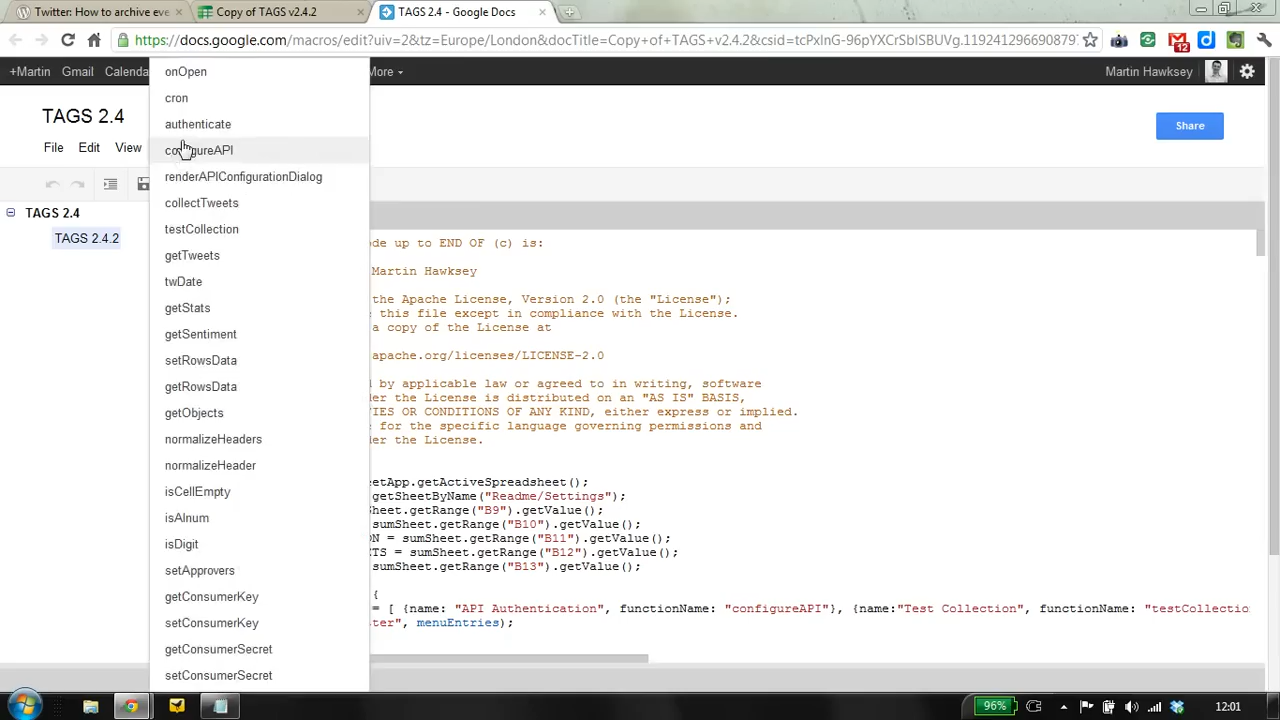 Twitter: How to archive eve
Copy of TAGS v2.4.2
TAGS 2.4 - Google Docs
https://docs.google.com/macros/edit?uiv=2&tz=Europe/London&docTitle=Copy+of+TAGS+v2.4.2&csid=tcPxInG-96pYXCrSbISBUVg.119241296690879
12
+Martin
Gmail
Calenda
More
Martin Hawksey
TAGS 2.4
Share
File
Edit
View
TAGS 2.4
TAGS 2.4.2
onOpen
cron
authenticate
configureAPI
renderAPIConfigurationDialog
collectTweets
testCollection
getTweets
twDate
getStats
getSentiment
setRowsData
getRowsData
getObjects
normalizeHeaders
normalizeHeader
isCellEmpty
isAlnum
isDigit
setApprovers
getConsumerKey
setConsumerKey
getConsumerSecret
setConsumerSecret
ode up to END OF (c) is:
Martin Hawksey
the Apache License, Version 2.0 (the "License");
this file except in compliance with the License.
a copy of the License at
apache.org/licenses/LICENSE-2.0
d by applicable law or agreed to in writing, software
er the License is distributed on an "AS IS" BASIS,
IES OR CONDITIONS OF ANY KIND, either express or implied.
e for the specific language governing permissions and
er the License.
etApp.getActiveSpreadsheet();
getSheetByName("Readme/Settings");
Sheet.getRange("B9").getValue();
sumSheet.getRange("B10").getValue();
ON = sumSheet.getRange("B11").getValue();
ETS = sumSheet.getRange("B12").getValue();
sumSheet.getRange("B13").getValue();
{
= [ {name: "API Authentication", functionName: "configureAPI"}, {name:"Test Collection", functionName: "testCollectio
ter", menuEntries);
96%
12:01